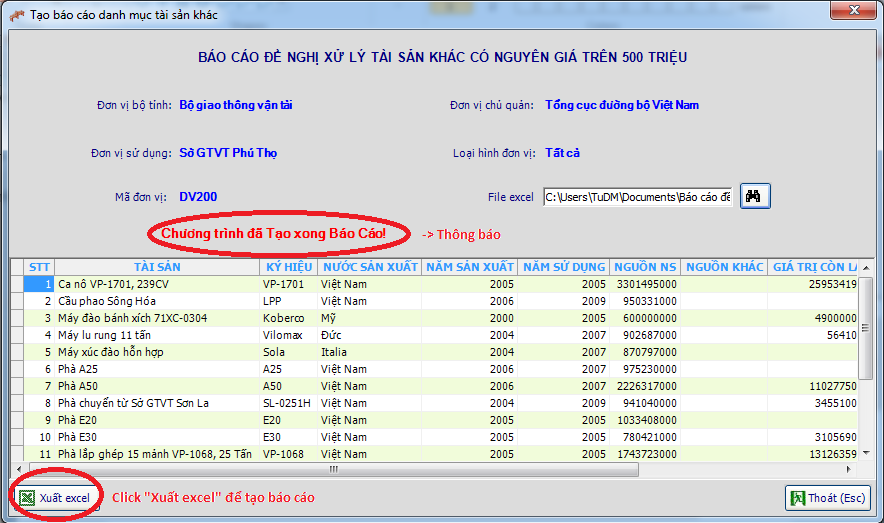 Tạo báo cáo danh mục tài sản khác
BÁO CÁO ĐỀ NGHỊ XỬ LÝ TÀI SẢN KHÁC CÓ NGUYÊN GIÁ TRÊN 500 TRIỆU
Đơn vị bộ tỉnh: Bộ giao thông vận tải Đơn vị chủ quản: Tổng cục đường bộ Việt Nam
Đơn vị sử dụng: Sở GTVT Phú Thọ Loại hình đơn vị: Tất cả
Mã đơn vị: DV200 File excel C:\Users\TuDM\Documents\Báo cáo đề
Chương trình đã Tạo xong Báo Cáo! -> Thông báo
STT TÀI SẢN KÝ HIỆU NƯỚC SẢN XUẤT NĂM SẢN XUẤT NĂM SỬ DỤNG NGUỒN NS NGUỒN KHÁC GIÁ TRỊ CÒN LẠ
1 Ca nô VP-1701, 239CV VP-1701 Việt Nam 2005 2005 3301495000 25953419
2 Cầu phao Sông Hóa LPP Việt Nam 2006 2009 950331000
3 Máy đào bánh xích 71XC-0304 Koberco Mỹ 2000 2005 600000000 4900000
4 Máy lu rung 11 tấn Vilomax Đức 2004 2007 902687000 56410
5 Máy xúc đào hỗn hợp Sola Italia 2004 2007 870797000
6 Phà A25 A25 Việt Nam 2006 2007 975230000
7 Phà A50 A50 Việt Nam 2006 2007 2226317000 11027750
8 Phà chuyển từ Sở GTVT Sơn La SL-0251H Việt Nam 2004 2009 941040000 3455100
9 Phà E20 E20 Việt Nam 2005 2005 1033408000
10 Phà E30 E30 Việt Nam 2005 2005 780421000 3105690
11 Phà lắp ghép 15 mảnh VP-1068, 25 Tấn VP-1068 Việt Nam 2005 2005 1743723000 13126359
Xuất excel Click "Xuất excel" để tạo báo cáo Thoát (Esc)